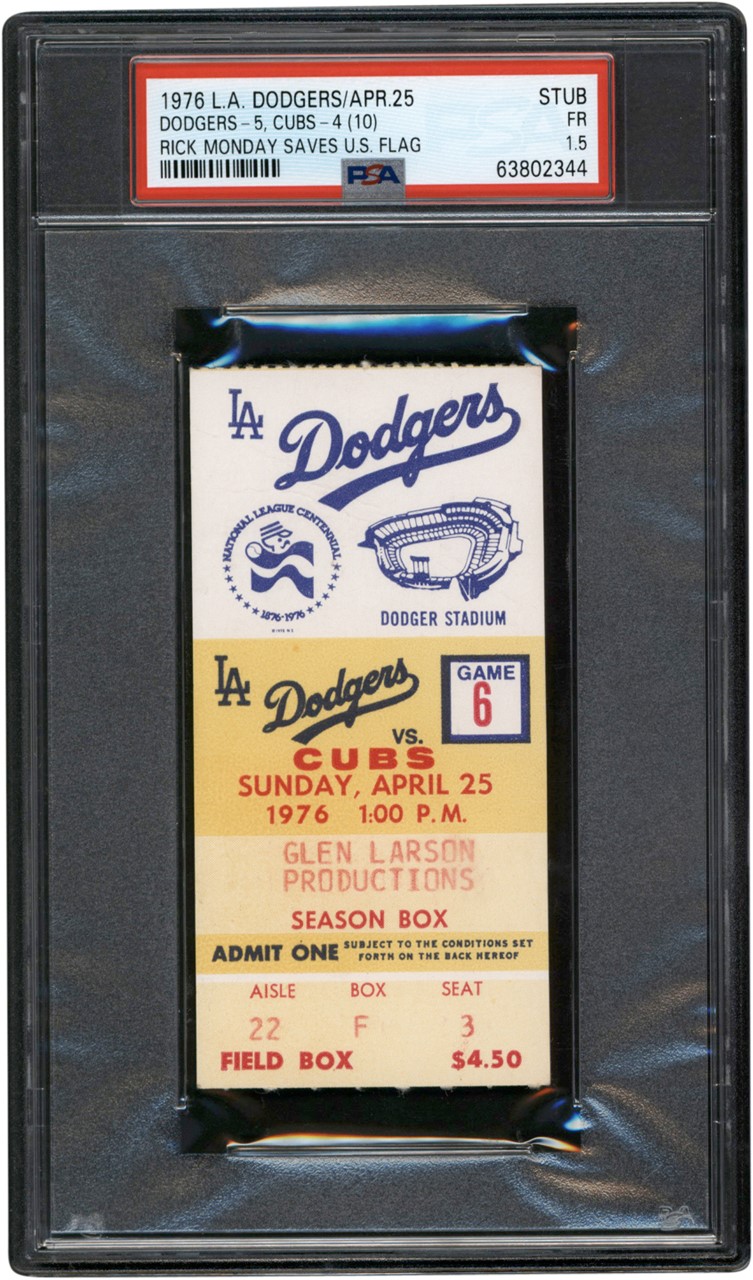 1976 L.A. DODGERS/APR.25 STUB
DODGERS - 5, CUBS - 4 (10) FR
RICK MONDAY SAVES U.S. FLAG 1.5
PSA 63802344
LA Dodgers
NATIONAL LEAGUE CENTENNIAL
1876-1976
DODGER STADIUM
LA Dodgers
GAME
6
VS.
CUBS
SUNDAY, APRIL 25
1976 1:00 P.M.
GLEN LARSON
PRODUCTIONS
SEASON BOX
ADMIT ONE SUBJECT TO THE CONDITIONS SET
FORTH ON THE BACK HEREOF
AISLE BOX SEAT
22 F 3
FIELD BOX $4.50